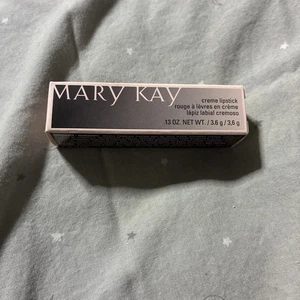 MARY KAY
creme lipstick
rouge à lèvres en crème
lápiz labial cremoso
.13 OZ. NET WT. / 3.6 g / 3,6 g